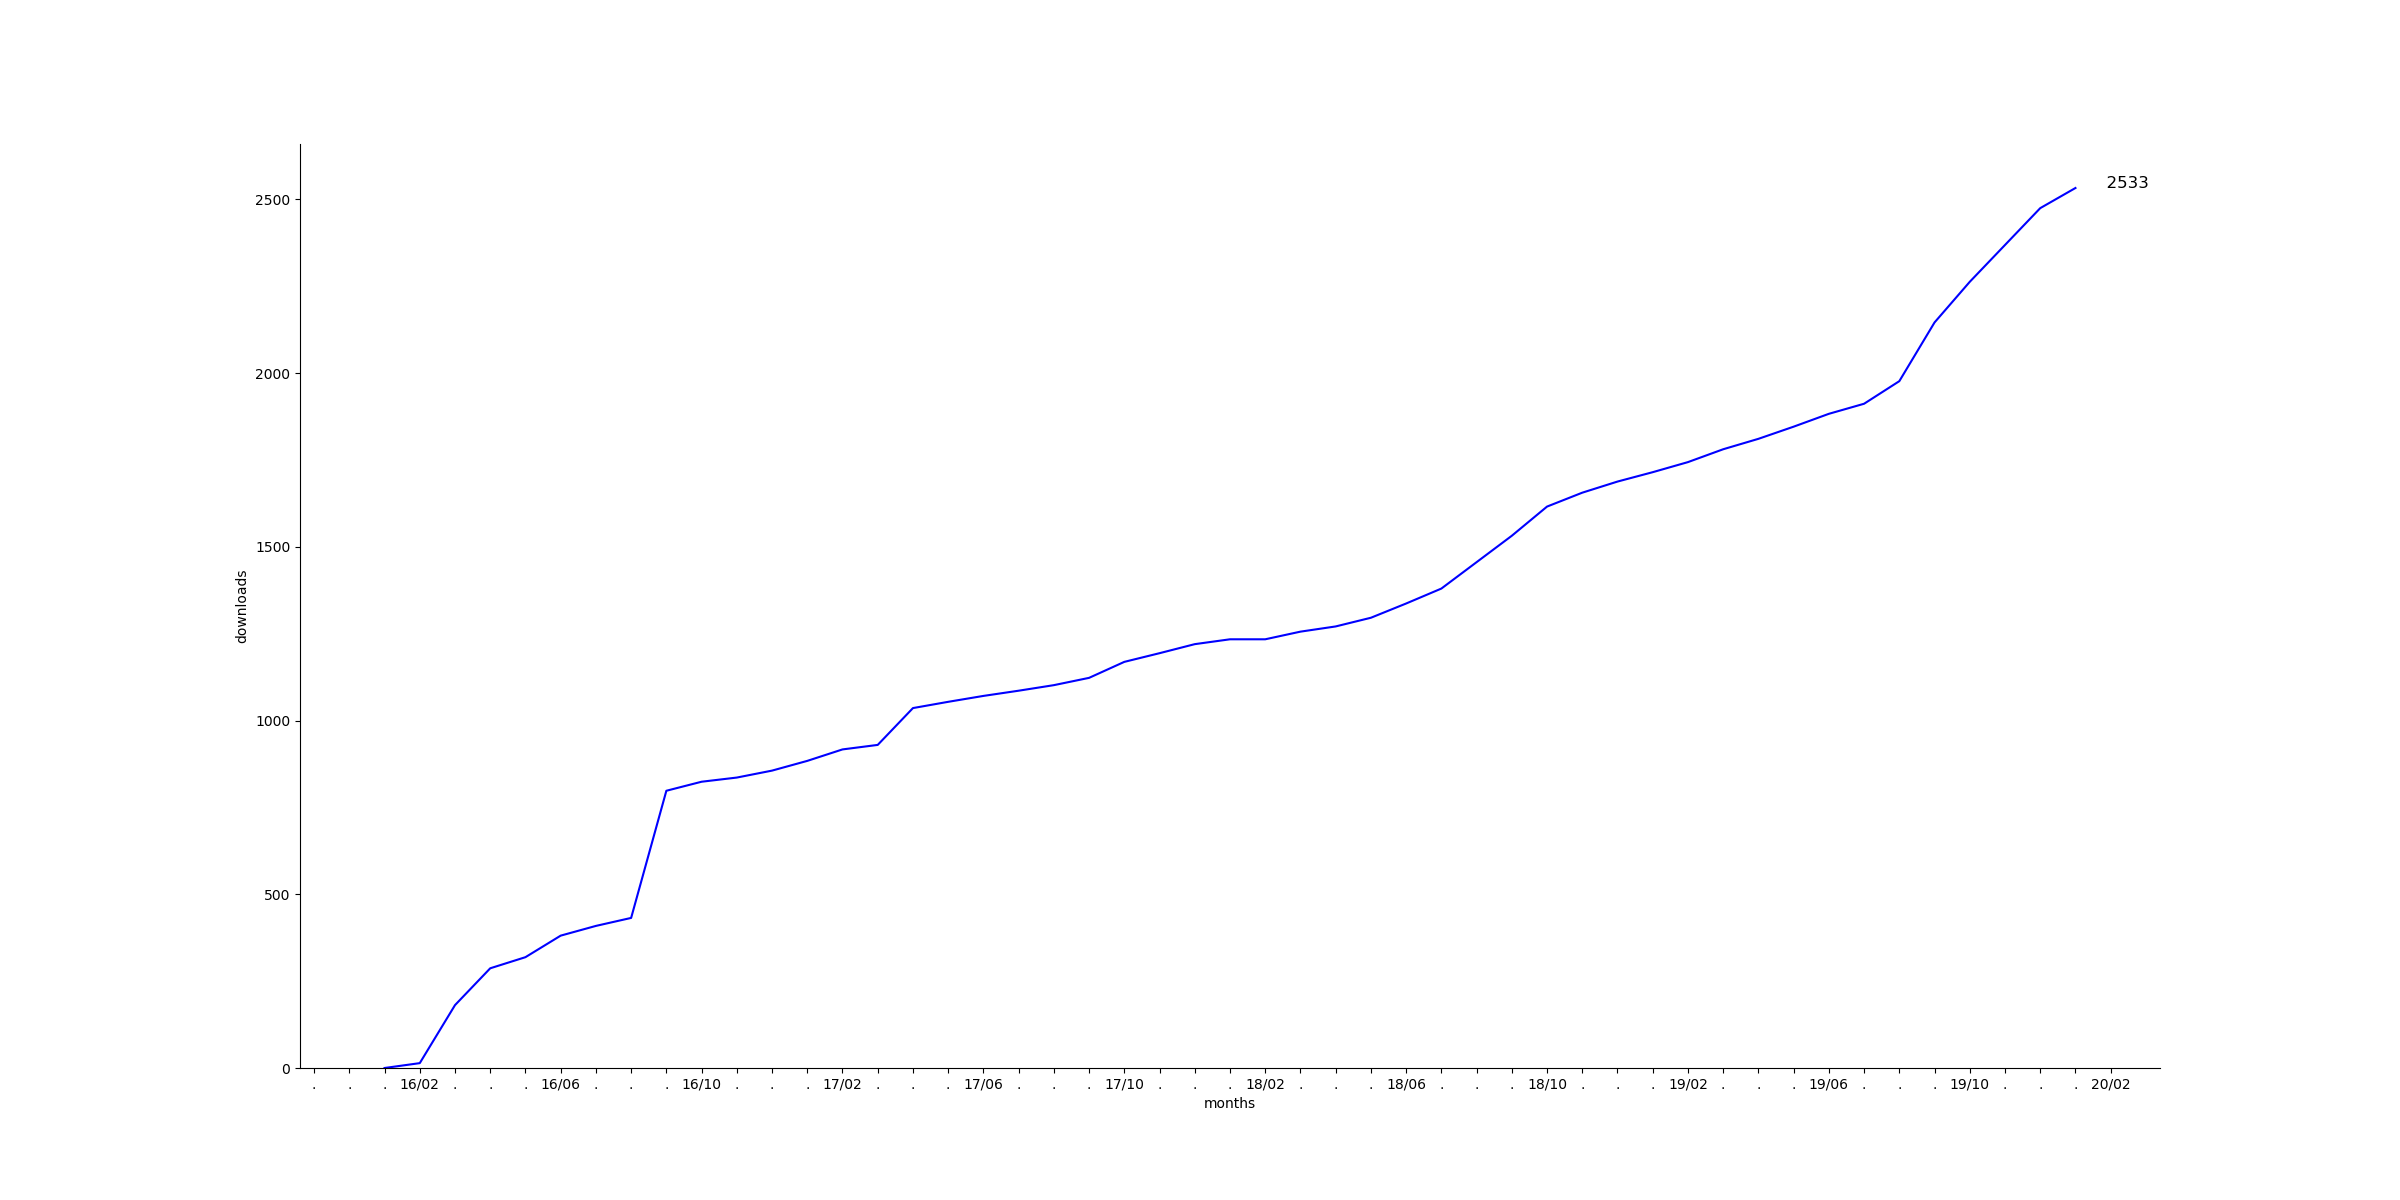 2533
2500
2000
1500
1000
500
0
downloads
. . . 16/02 . . . 16/06 . . . 16/10 . . . 17/02 . . . 17/06 . . . 17/10 . . . 18/02 . . . 18/06 . . . 18/10 . . . 19/02 . . . 19/06 . . . 19/10 . . . 20/02
months